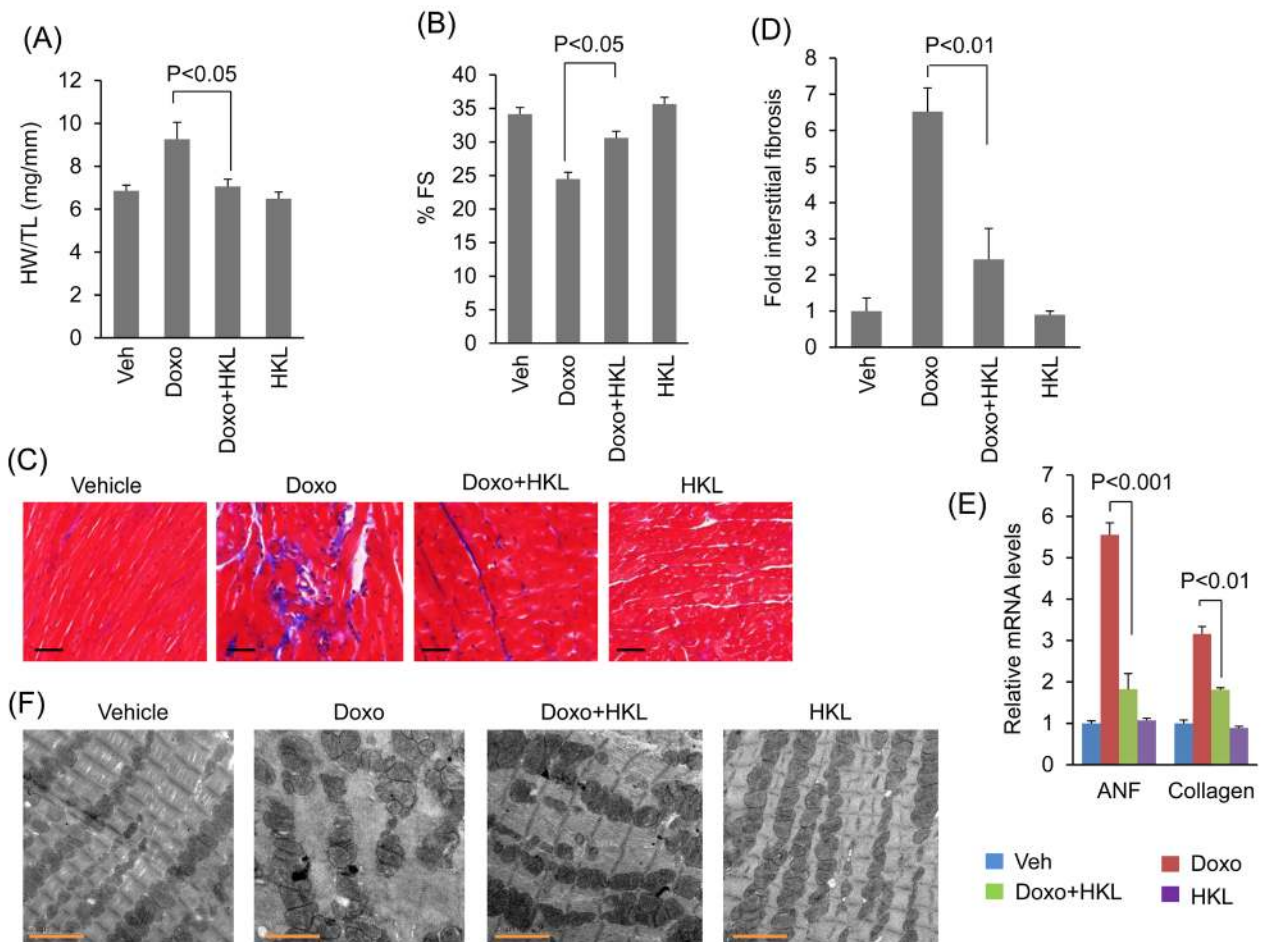 (A)
P<0.05
HW/TL (mg/mm)
12
10
8
6
4
2
0
Veh
Doxo
Doxo+HKL
HKL
(B)
P<0.05
% FS
40
35
30
25
20
15
10
5
0
Veh
Doxo
Doxo+HKL
HKL
(D)
P<0.01
Fold interstitial fibrosis
8
7
6
5
4
3
2
1
0
Veh
Doxo
Doxo+HKL
HKL
(C)
Vehicle
Doxo
Doxo+HKL
HKL
(E)
P<0.001
P<0.01
Relative mRNA levels
7
6
5
4
3
2
1
0
ANF
Collagen
Veh
Doxo
Doxo+HKL
HKL
(F)
Vehicle
Doxo
Doxo+HKL
HKL